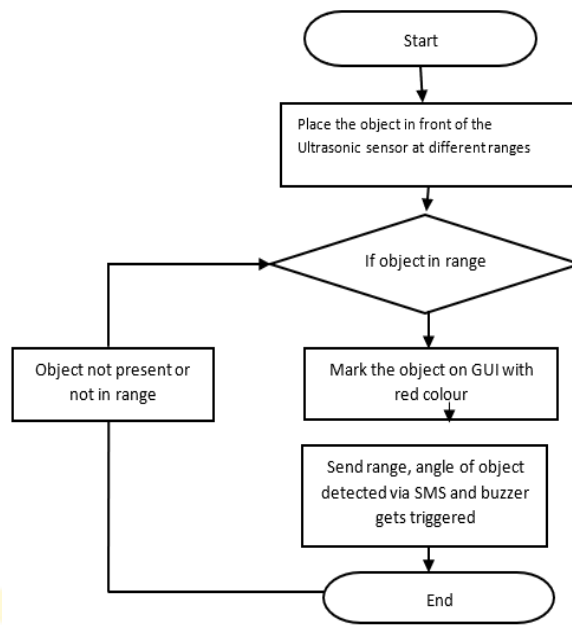 Start
Place the object in front of the
Ultrasonic sensor at different ranges
If object in range
Object not present or
not in range
Mark the object on GUI with
red colour
Send range, angle of object
detected via SMS and buzzer
gets triggered
End